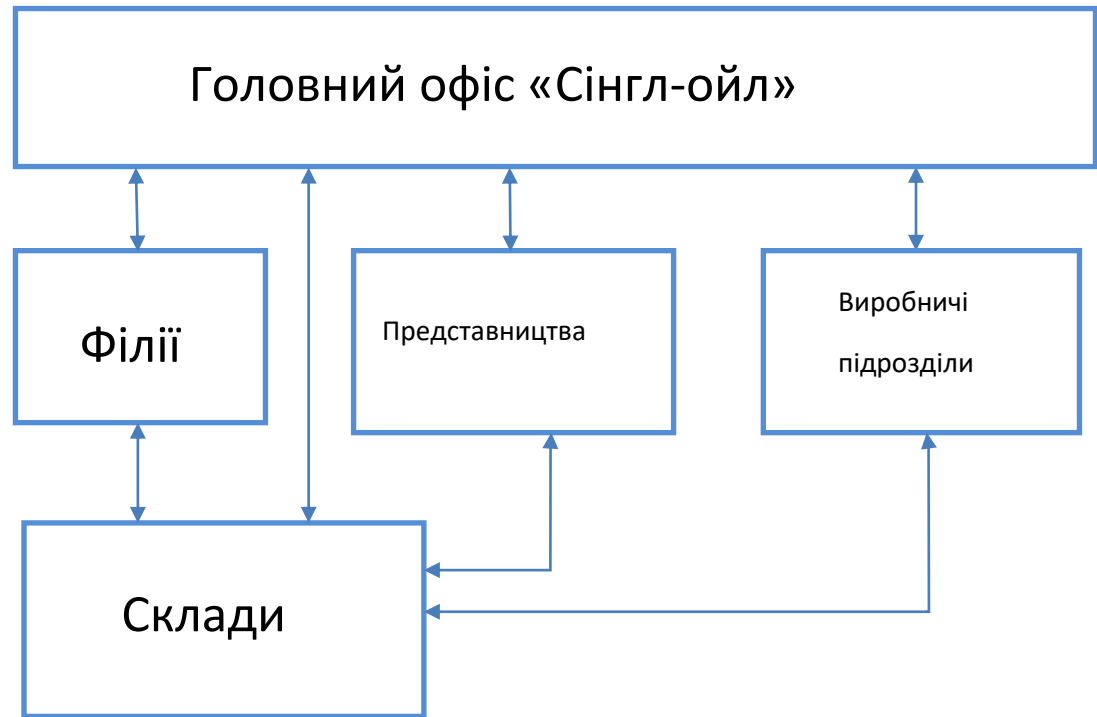 Головний офіс «Сінгл-ойл»
Філії
Представництва
Виробничі
підрозділи
Склади